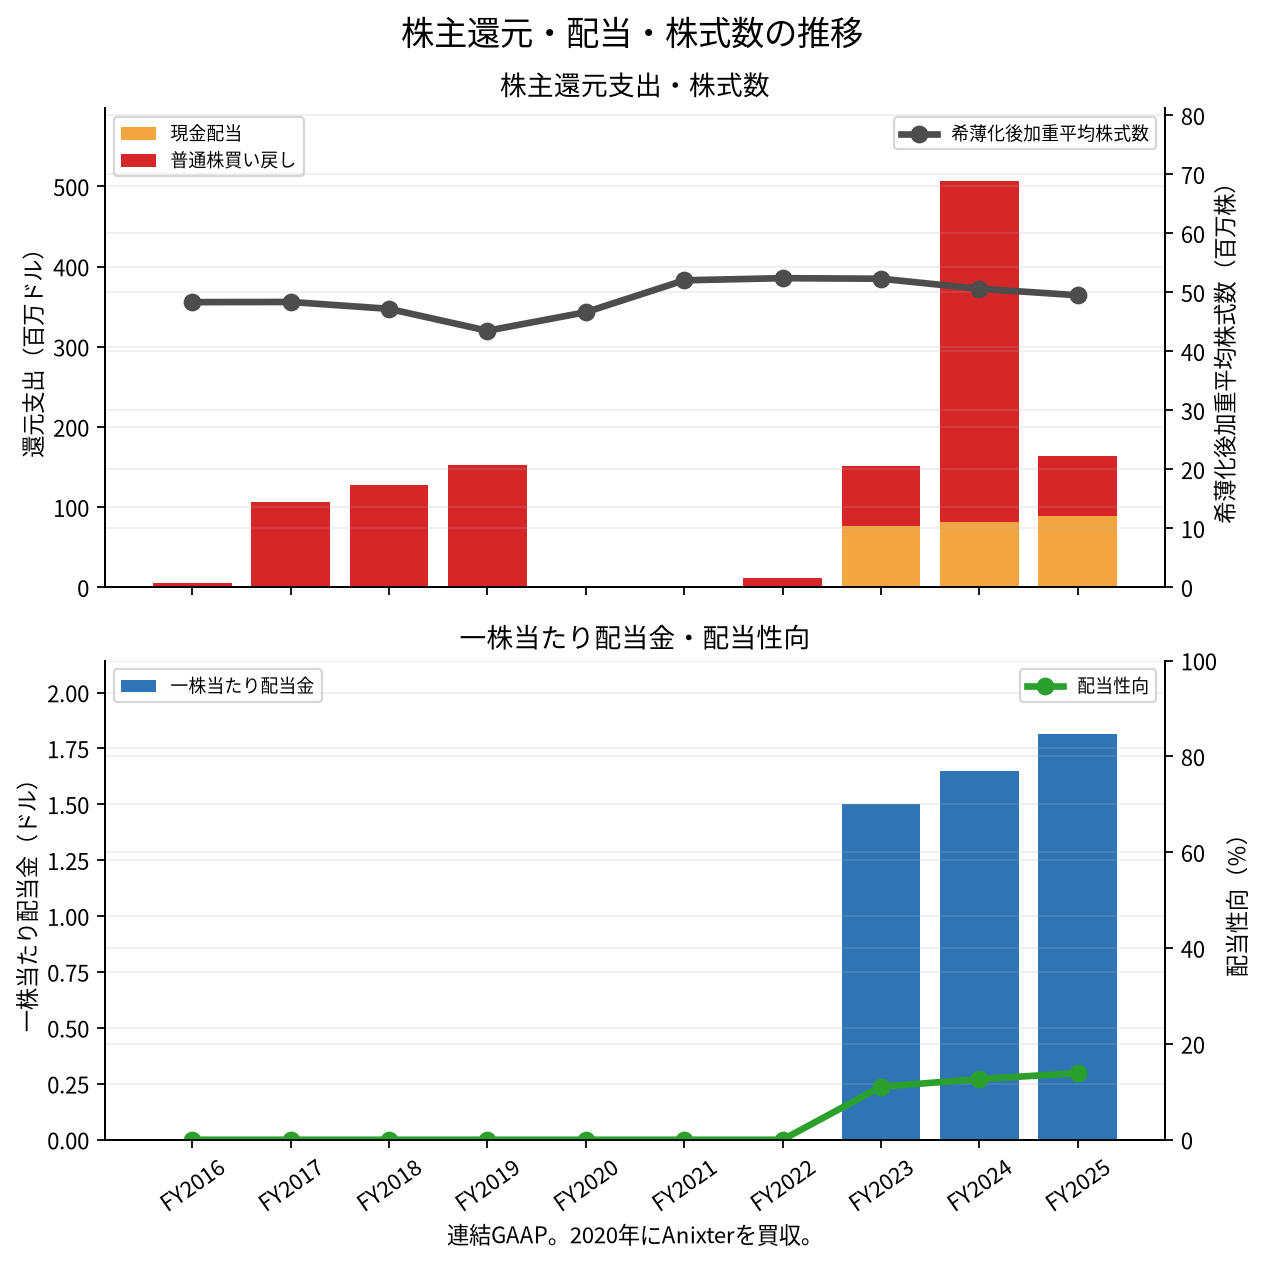 株主還元・配当・株式数の推移
株主還元支出・株式数
現金配当
普通株買い戻し
希薄化後加重平均株式数
還元支出（百万ドル）
500
400
300
200
100
0
80
70
60
50
40
30
20
10
0
希薄化後加重平均株式数（百万株）
一株当たり配当金・配当性向
一株当たり配当金
配当性向
一株当たり配当金（ドル）
2.00
1.75
1.50
1.25
1.00
0.75
0.50
0.25
0.00
100
80
60
40
20
0
配当性向（%）
FY2016
FY2017
FY2018
FY2019
FY2020
FY2021
FY2022
FY2023
FY2024
FY2025
連結GAAP。2020年にAnixterを買収。